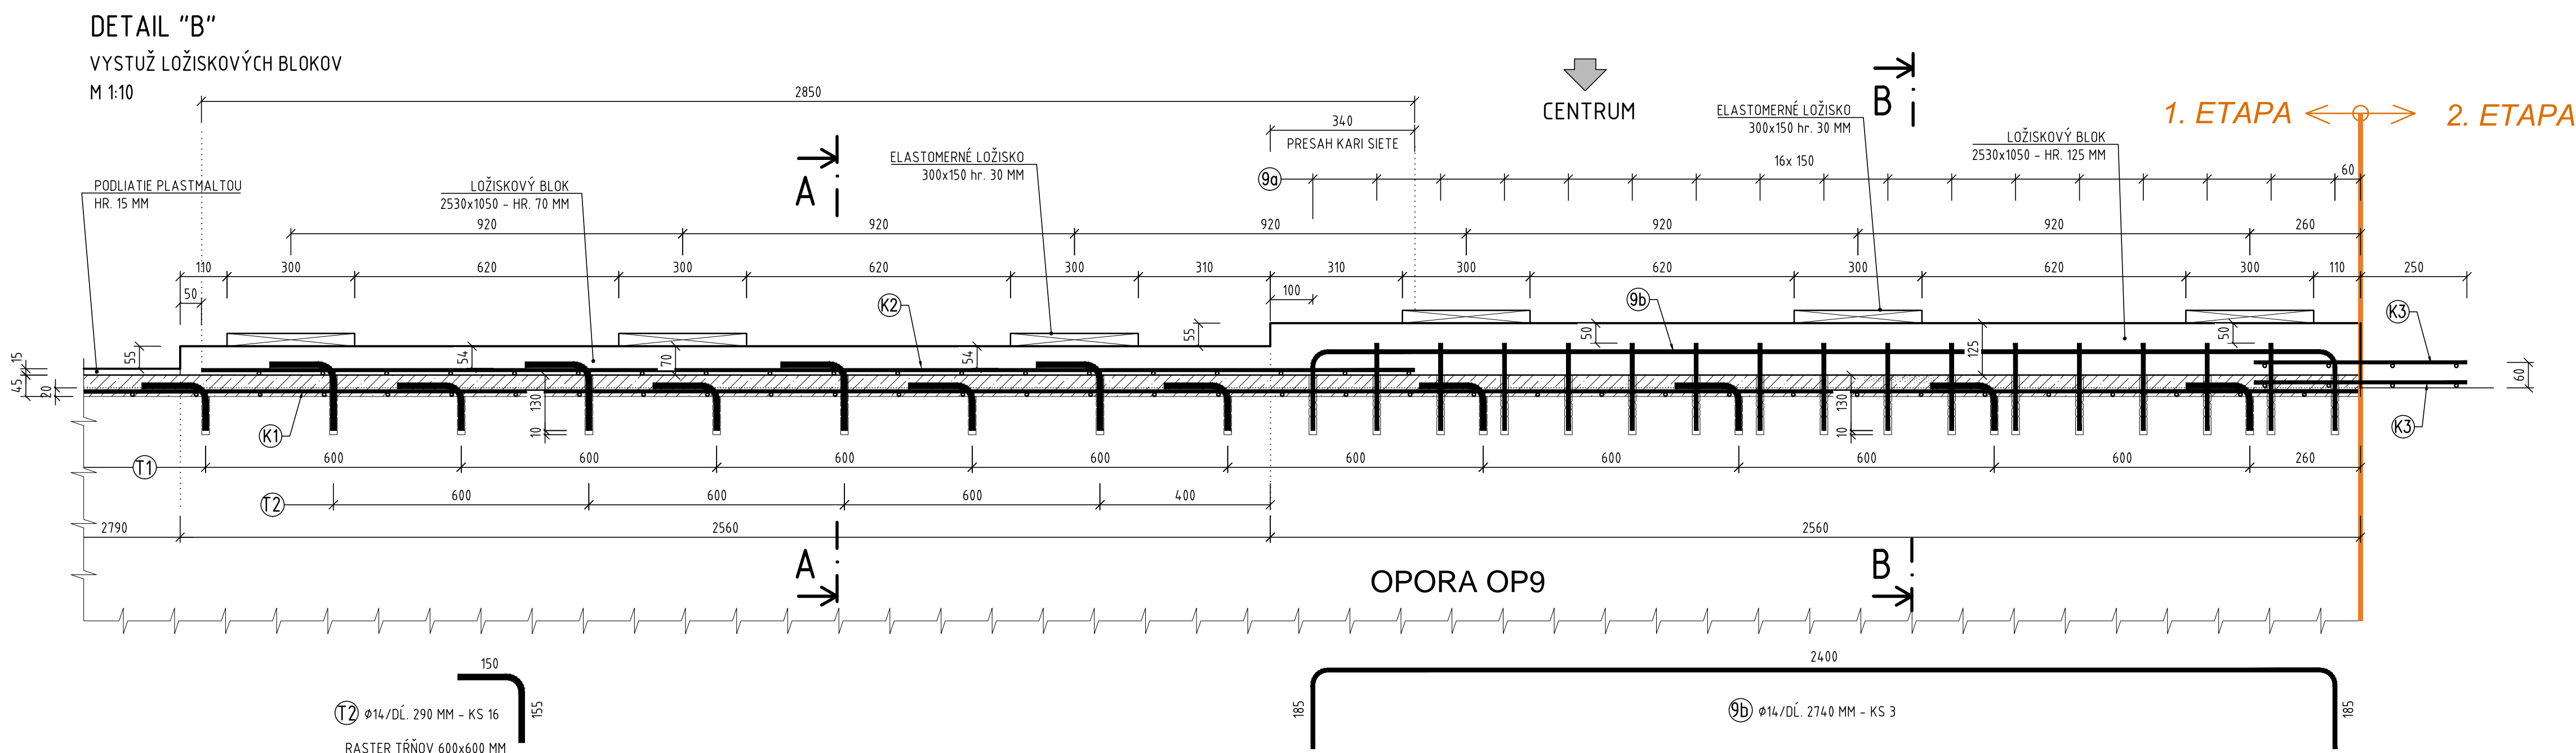 DETAIL "B"
VYSTUŽ LOŽISKOVÝCH BLOKOV
M 1:10
2850
340
PRESAH KARI SIETE
CENTRUM
B
1. ETAPA
2. ETAPA
ELASTOMERNÉ LOŽISKO
300x150 hr. 30 MM
LOŽISKOVÝ BLOK
2530x1050 - HR. 125 MM
A
ELASTOMERNÉ LOŽISKO
300x150 hr. 30 MM
LOŽISKOVÝ BLOK
2530x1050 - HR. 70 MM
PODLIATIE PLASTMALTOU
HR. 15 MM
9a
16x 150
60
920
920
920
920
920
260
110
300
620
300
620
300
310
310
300
620
300
620
300
110
250
50
100
K2
9b
K3
15
45
20
55
54
70
54
55
50
125
50
60
130
10
130
10
K1
K3
T1
600
600
600
600
600
600
600
600
260
T2
600
600
600
400
2790
2560
2560
A
B
OPORA OP9
150
155
T2 Φ14/DĹ. 290 MM - KS 16
RASTER TŔŇOV 600x600 MM
2400
185
185
9b Φ14/DĹ. 2740 MM - KS 3